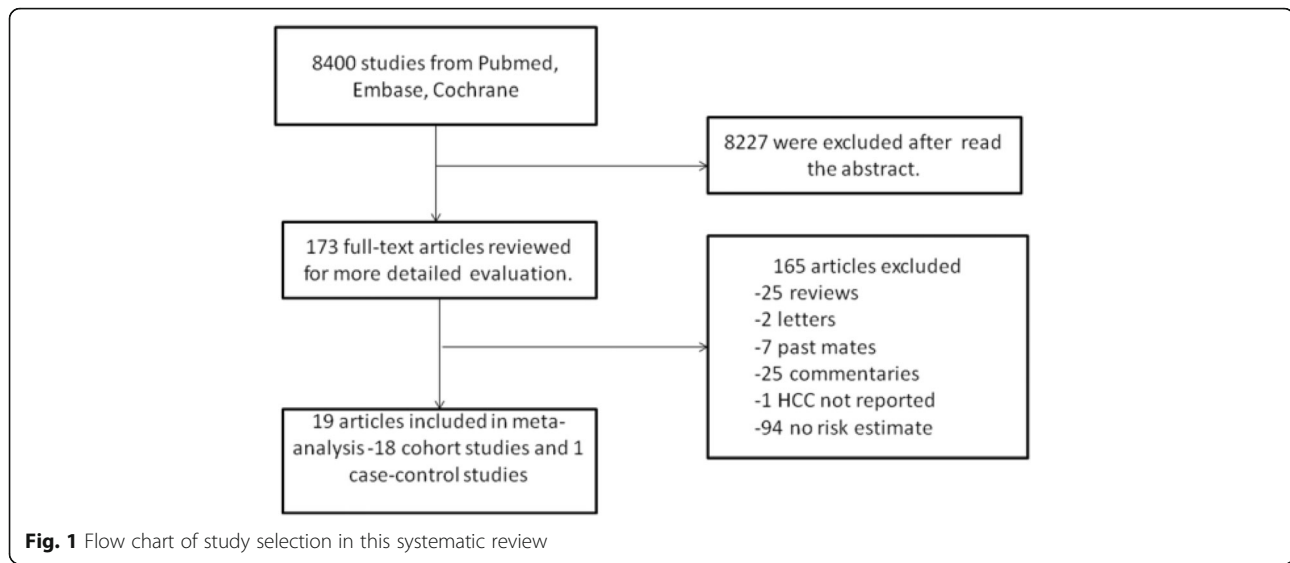 8400 studies from Pubmed,
Embase, Cochrane
8227 were excluded after read
the abstract.
173 full-text articles reviewed
for more detailed evaluation.
165 articles excluded
-25 reviews
-2 letters
-7 past mates
-25 commentaries
-1 HCC not reported
-94 no risk estimate
19 articles included in meta-
analysis -18 cohort studies and 1
case-control studies
Fig. 1 Flow chart of study selection in this systematic review